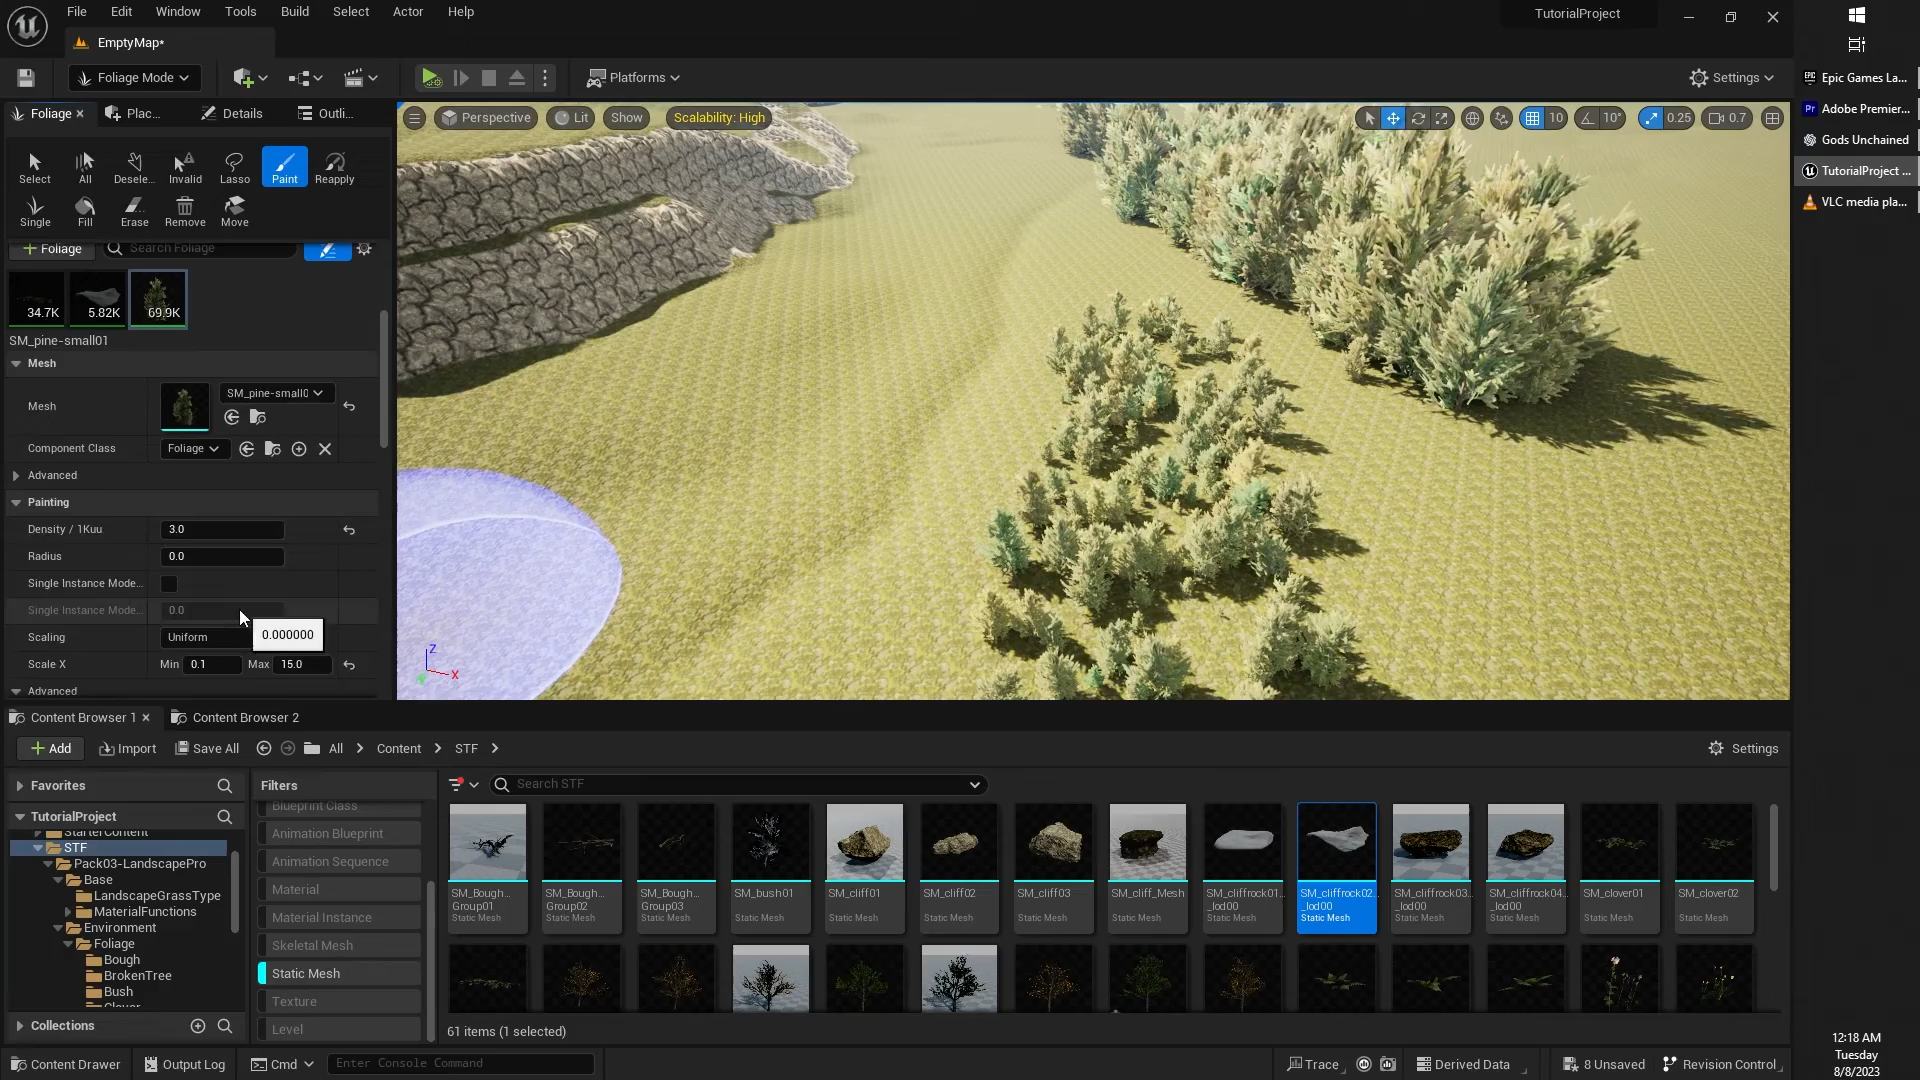 File Edit View Window Tools Build Select Actor Help
TutorialProject
EmptyMap*
Foliage Mode
Platforms
Settings
Foliage
Plac...
Details
Outli...
Select
All
Desele...
Invalid
Lasso
Paint
Reapply
Single
Fill
Erase
Remove
Move
Foliage
Search Foliage
34.7K
5.82K
69.9K
SM_pine-small01
Mesh
Mesh
SM_pine-small0
Component Class
Foliage
Advanced
Painting
Density / 1Kuu
3.0
Radius
0.0
Single Instance Mode...
Single Instance Mode...
0.0
0.000000
Scaling
Uniform
Scale X
Min 0.1 Max 15.0
Advanced
Perspective
Lit
Show
Scalability: High
10
10°
0.25
0.7
Z
X
Content Browser 1
Content Browser 2
Add
Import
Save All
All
Content
STF
Settings
Favorites
TutorialProject
StarterContent
STF
Pack03-LandscapePro
Base
LandscapeGrassType
MaterialFunctions
Environment
Foliage
Bough
BrokenTree
Bush
Clover
Collections
Filters
Blueprint Class
Animation Blueprint
Animation Sequence
Material
Material Instance
Skeletal Mesh
Static Mesh
Texture
Level
Search STF
SM_Bough...
Group01
Static Mesh
SM_Bough...
Group02
Static Mesh
SM_Bough...
Group03
Static Mesh
SM_bush01
Static Mesh
SM_cliff01
Static Mesh
SM_cliff02
Static Mesh
SM_cliff03
Static Mesh
SM_cliff_Mesh
Static Mesh
SM_cliffrock01...
_lod00
Static Mesh
SM_cliffrock02...
_lod00
Static Mesh
SM_cliffrock03...
_lod00
Static Mesh
SM_cliffrock04...
_lod00
Static Mesh
SM_clover01
Static Mesh
SM_clover02
Static Mesh
61 items (1 selected)
Content Drawer
Output Log
Cmd
Enter Console Command
Trace
Derived Data
8 Unsaved
Revision Control
Epic Games La...
Adobe Premier...
Gods Unchained
TutorialProject ...
VLC media pla...
12:18 AM
Tuesday
8/8/2023